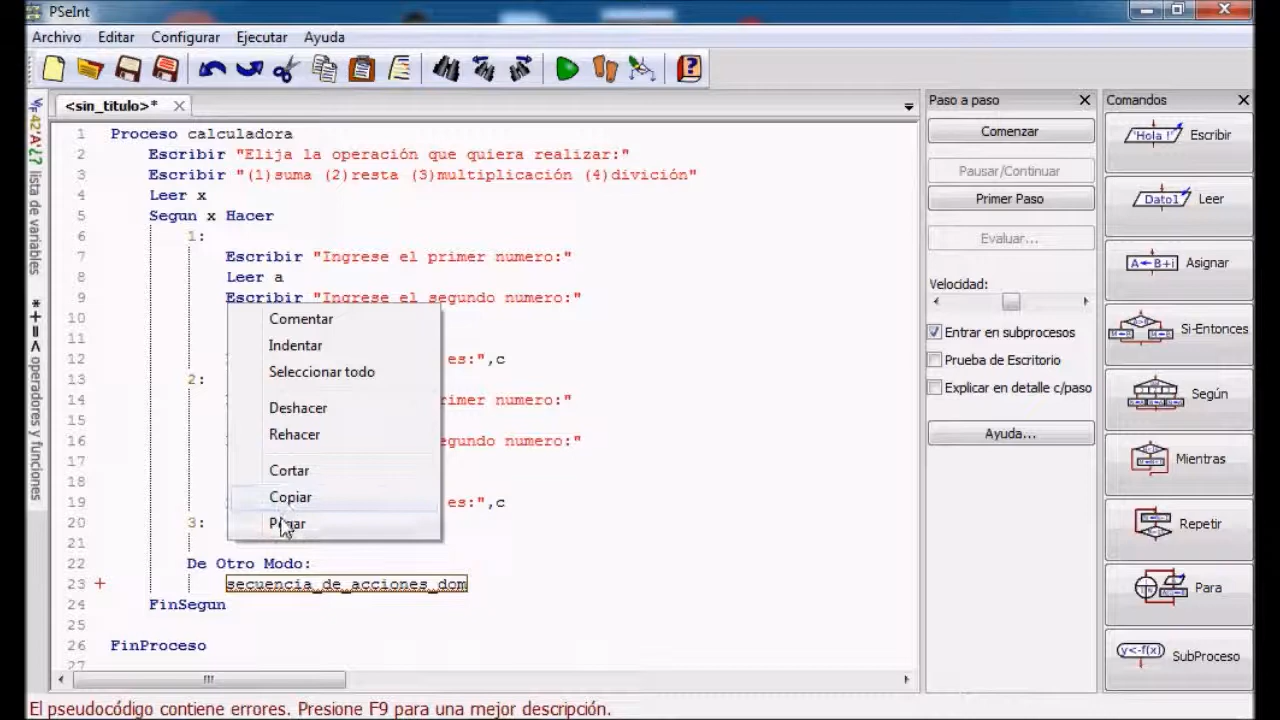 PSeInt
Archivo Editar Configurar Ejecutar Ayuda
<sin_titulo>*
lista de variables
operadores y funciones
1 Proceso calculadora
2 Escribir "Elija la operación que quiera realizar:"
3 Escribir "(1)suma (2)resta (3)multiplicación (4)división"
4 Leer x
5 Segun x Hacer
6 1:
7 Escribir "Ingrese el primer numero:"
8 Leer a
9 Escribir "Ingrese el segundo numero:"
10
11
12 es:",c
13 2:
14 rimer numero:"
15
16 egundo numero:"
17
18
19 es:",c
20 3:
21
22 De Otro Modo:
23 secuencia_de_acciones_dom
24 FinSegun
25
26 FinProceso
27
Comentar
Indentar
Seleccionar todo
Deshacer
Rehacer
Cortar
Copiar
Pegar
Paso a paso
Comenzar
Pausar/Continuar
Primer Paso
Evaluar...
Velocidad:
Entrar en subprocesos
Prueba de Escritorio
Explicar en detalle c/paso
Ayuda...
Comandos
'Hola !' Escribir
Dato1 Leer
A←B+i Asignar
Si-Entonces
Según
Mientras
Repetir
Para
y<-f(x) SubProceso
El pseudocódigo contiene errores. Presione F9 para una mejor descripción.